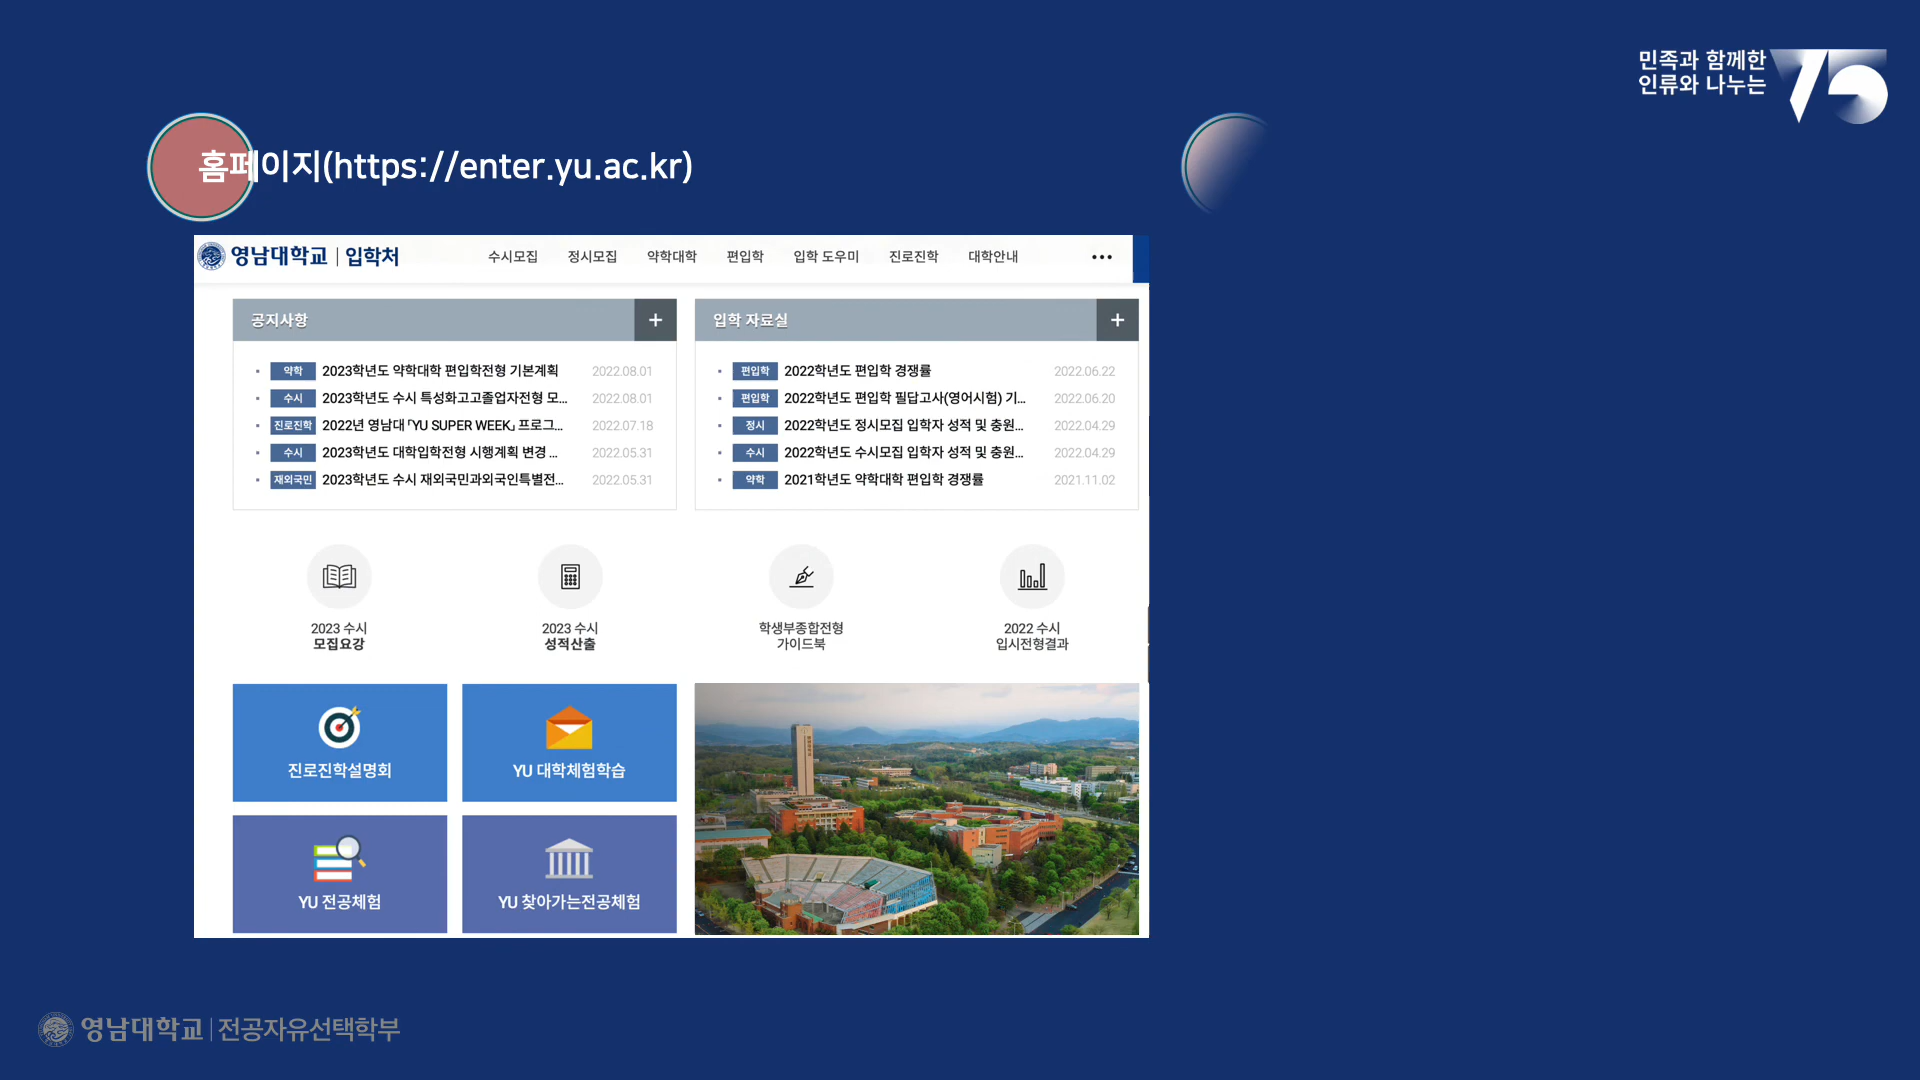 민족과 함께한
인류와 나누는
75
홈페이지(https://enter.yu.ac.kr)
영남대학교 | 입학처
수시모집 정시모집 약학대학 편입학 입학 도우미 진로진학 대학안내
공지사항 +
약학 2023학년도 약학대학 편입학전형 기본계획 2022.08.01
수시 2023학년도 수시 특성화고고졸업자전형 모... 2022.08.01
진로진학 2022년 영남대 「YU SUPER WEEK」 프로그... 2022.07.18
수시 2023학년도 대학입학전형 시행계획 변경 ... 2022.05.31
재외국민 2023학년도 수시 재외국민과외국인특별전... 2022.05.31
입학 자료실 +
편입학 2022학년도 편입학 경쟁률 2022.06.22
편입학 2022학년도 편입학 필답고사(영어시험) 기... 2022.06.20
정시 2022학년도 정시모집 입학자 성적 및 충원... 2022.04.29
수시 2022학년도 수시모집 입학자 성적 및 충원... 2022.04.29
약학 2021학년도 약학대학 편입학 경쟁률 2021.11.02
2023 수시
모집요강
2023 수시
성적산출
학생부종합전형
가이드북
2022 수시
입시전형결과
진로진학설명회
YU 대학체험학습
YU 전공체험
YU 찾아가는전공체험
영남대학교 | 전공자유선택학부